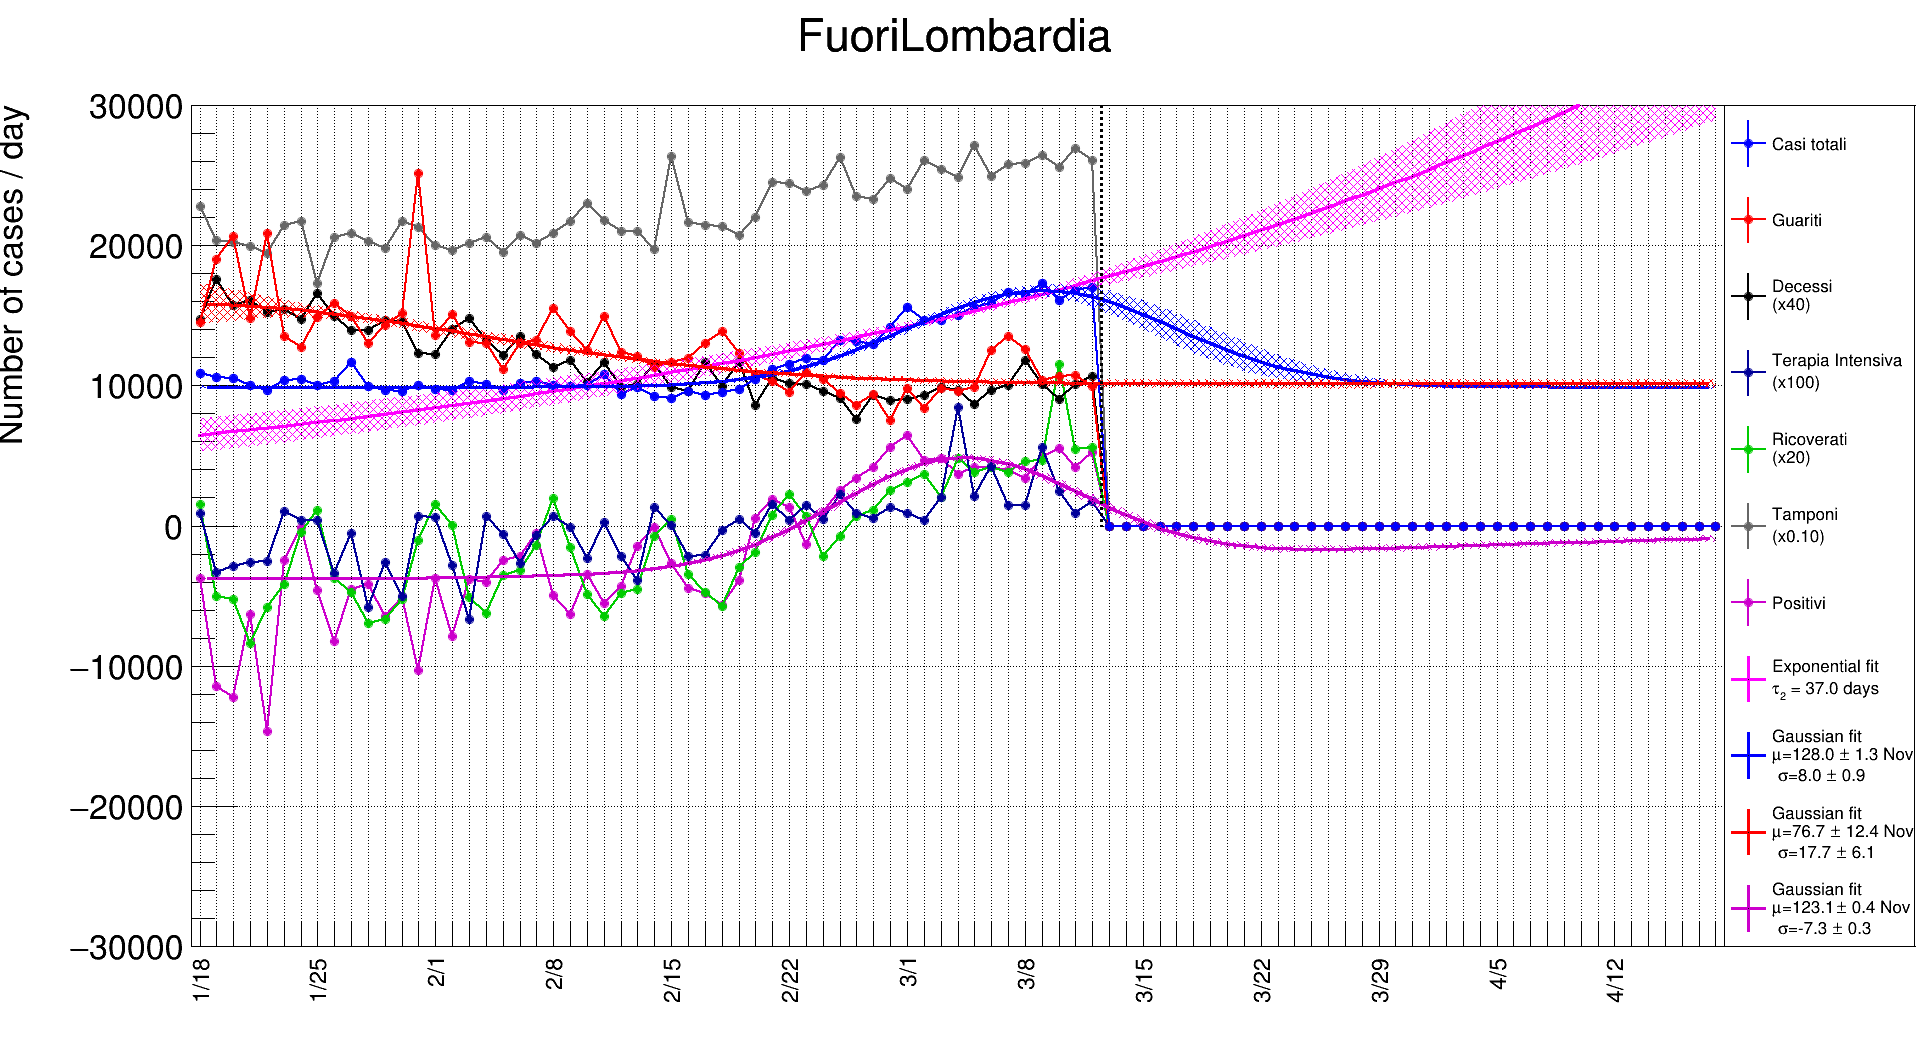 FuoriLombardia
Number of cases / day
30000
20000
10000
0
−10000
−20000
−30000
1/18
1/25
2/1
2/8
2/15
2/22
3/1
3/8
3/15
3/22
3/29
4/5
4/12
Casi totali
Guariti
Decessi
(x40)
Terapia Intensiva
(x100)
Ricoverati
(x20)
Tamponi
(x0.10)
Positivi
Exponential fit
τ₂ = 37.0 days
Gaussian fit
μ=128.0 ± 1.3 Nov
σ=8.0 ± 0.9
Gaussian fit
μ=76.7 ± 12.4 Nov
σ=17.7 ± 6.1
Gaussian fit
μ=123.1 ± 0.4 Nov
σ=-7.3 ± 0.3